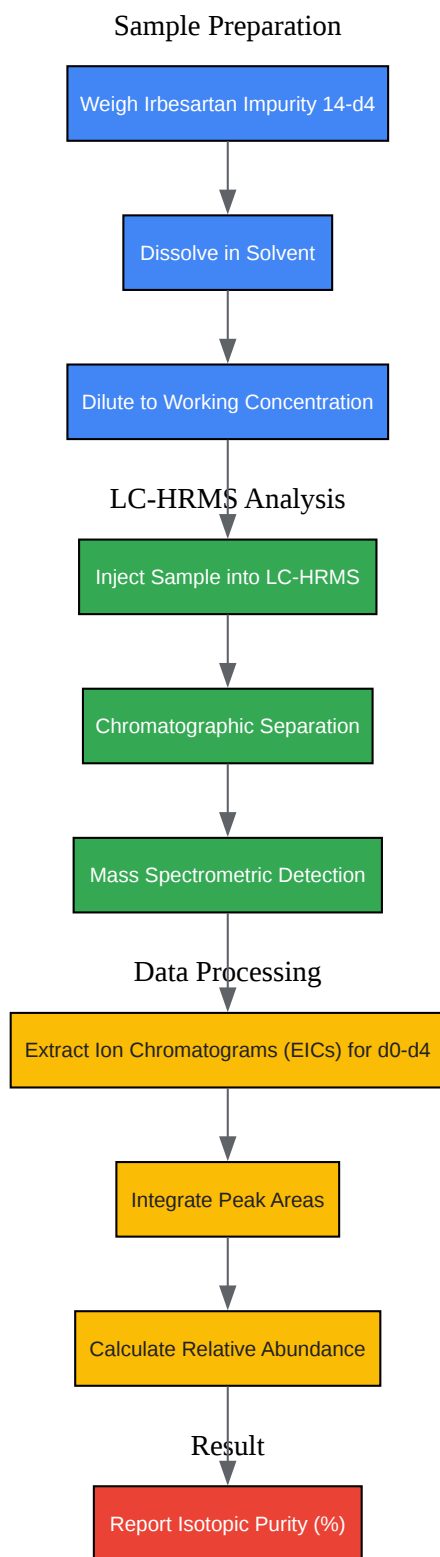 Sample Preparation
Weigh Irbesartan Impurity 14-d4
Dissolve in Solvent
Dilute to Working Concentration
LC-HRMS Analysis
Inject Sample into LC-HRMS
Chromatographic Separation
Mass Spectrometric Detection
Data Processing
Extract Ion Chromatograms (EICs) for d0-d4
Integrate Peak Areas
Calculate Relative Abundance
Result
Report Isotopic Purity (%)